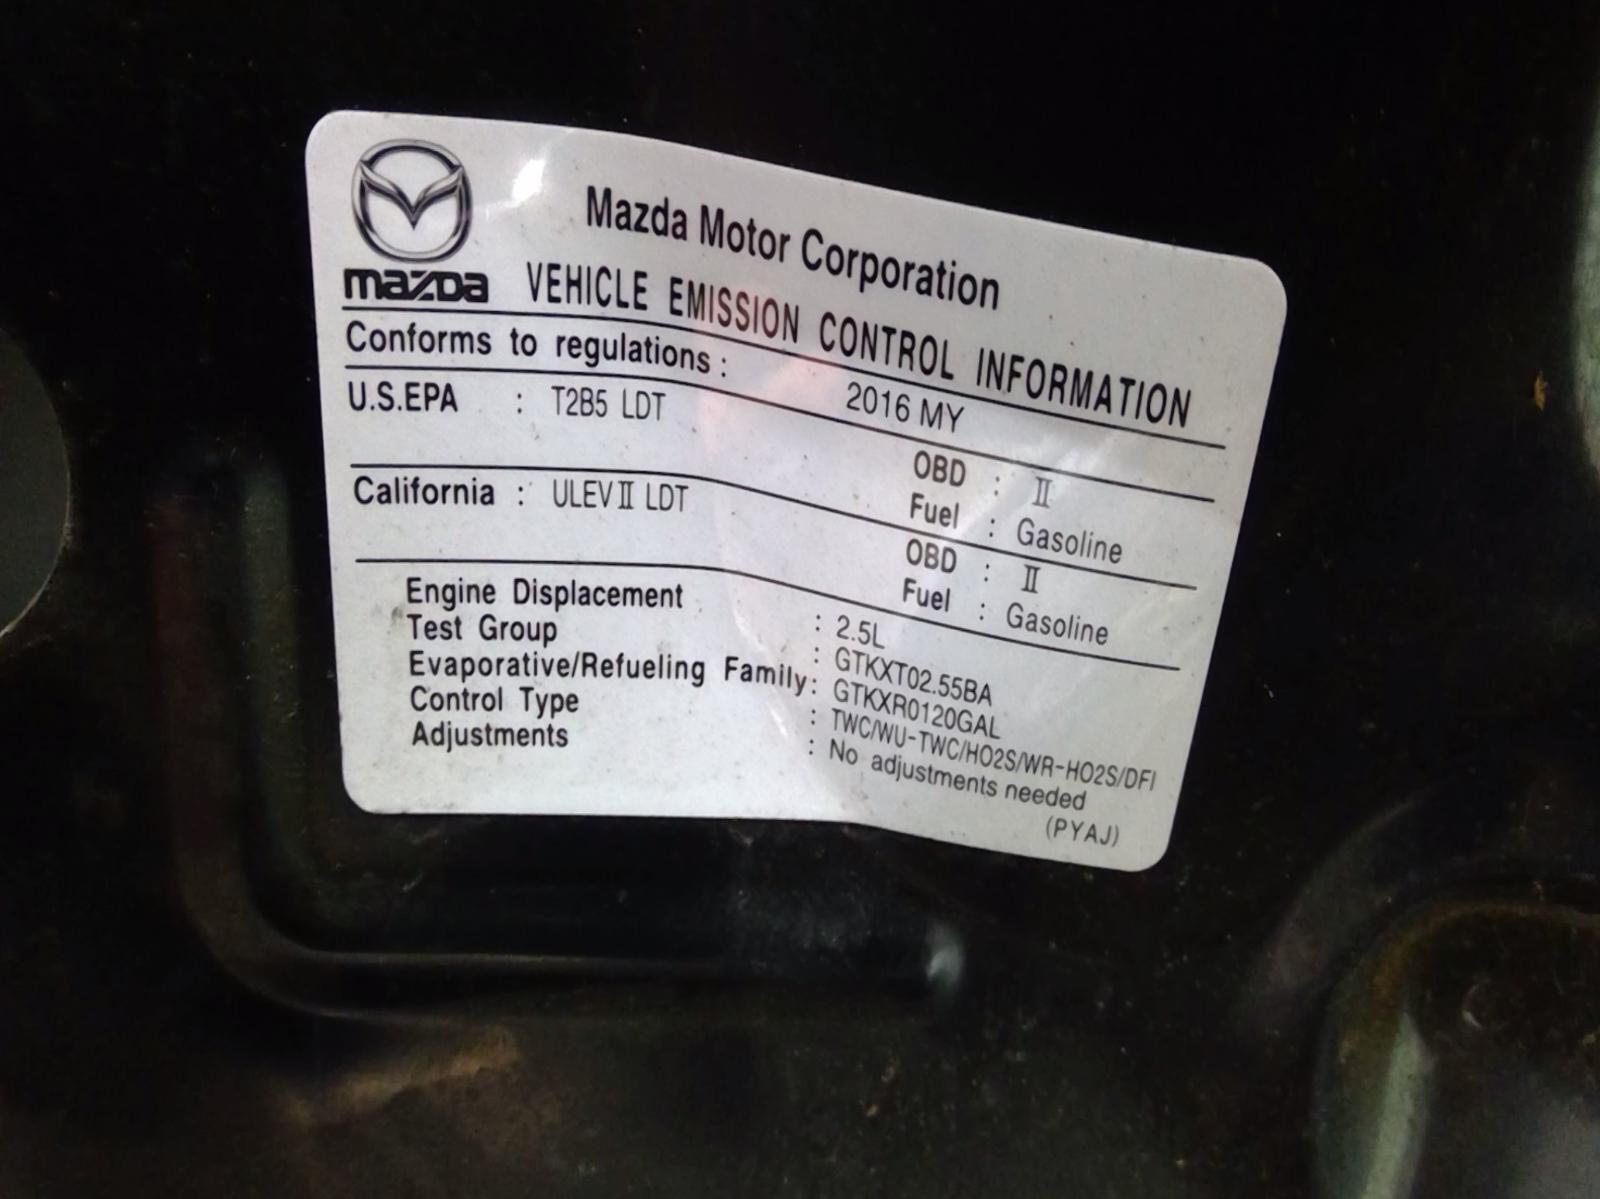 Mazda Motor Corporation
mazda VEHICLE EMISSION CONTROL INFORMATION
Conforms to regulations : 2016 MY
U.S.EPA : T2B5 LDT OBD : II
Fuel : Gasoline
California : ULEV II LDT OBD : II
Fuel : Gasoline
Engine Displacement : 2.5L
Test Group : GTKXT02.55BA
Evaporative/Refueling Family : GTKXR0120GAL
Control Type : TWC/WU-TWC/HO2S/WR-HO2S/DFI
Adjustments : No adjustments needed
(PYAJ)